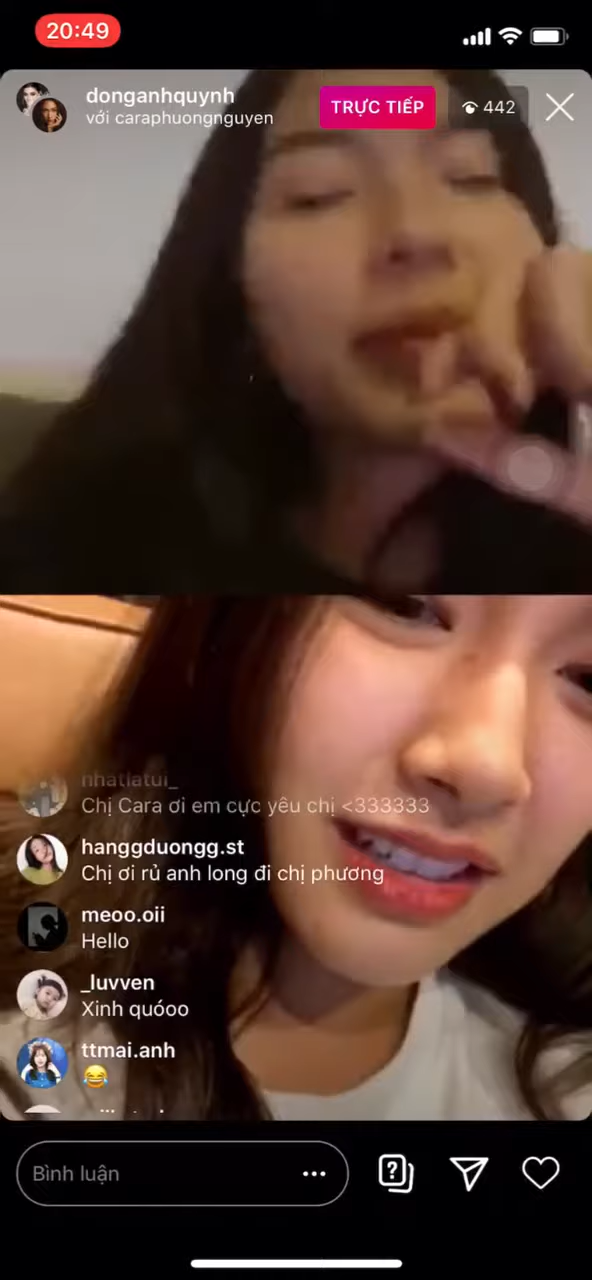 20:49
donganhquynh
với caraphuongnguyen
TRỰC TIẾP
442
nhatlatui_
Chị Cara ơi em cực yêu chị <333333
hanggduongg.st
Chị ơi rủ anh long đi chị phương
meoo.oii
Hello
_luvven
Xinh quóoo
ttmai.anh
😂
Bình luận